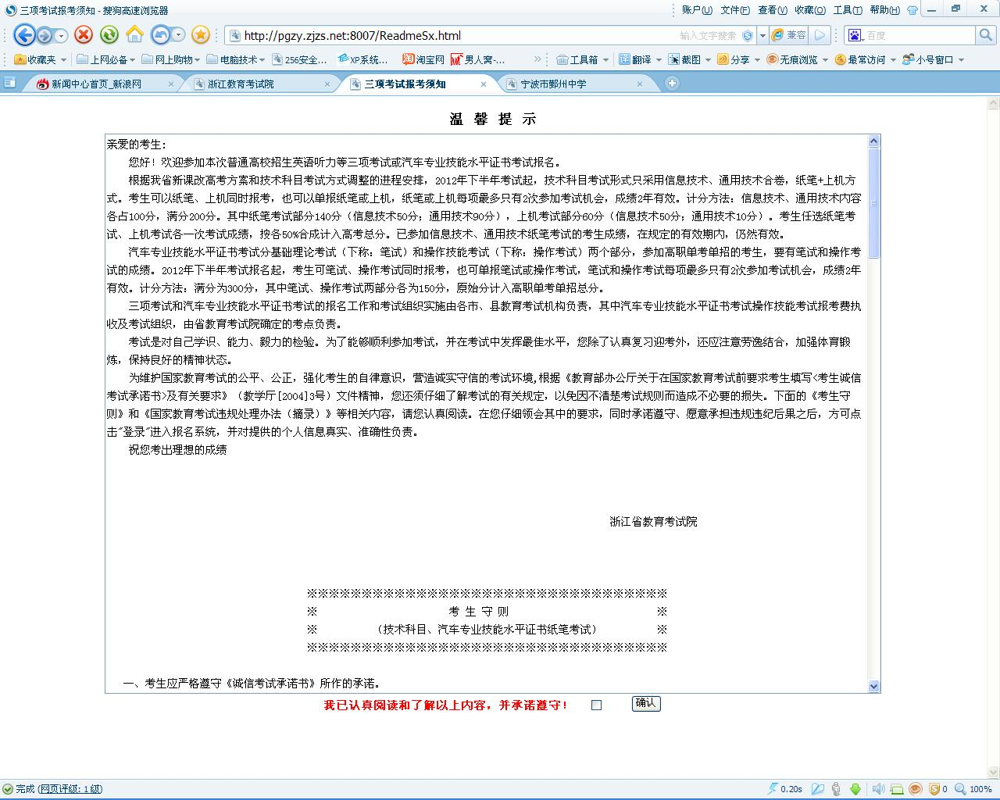 三项考试报考须知 - 搜狗高速浏览器
账户(U) 文件(F) 查看(V) 收藏(O) 工具(T) 帮助(H)
http://pgzy.zjzs.net:8007/ReadmeSx.html
输入文字搜索
兼容
百度
收藏夹
上网必备
网上购物
电脑技术
256安全...
XP系统...
淘宝网
男人窝-...
工具箱
翻译
截图
分享
无痕浏览
最常访问
小号窗口
新闻中心首页_新浪网
浙江教育考试院
三项考试报考须知
宁波市鄞州中学
温 馨 提 示
亲爱的考生:
您好！欢迎参加本次普通高校招生英语听力等三项考试或汽车专业技能水平证书考试报名。
根据我省新课改高考方案和技术科目考试方式调整的进程安排，2012年下半年考试起，技术科目考试形式只采用信息技术、通用技术合卷，纸笔+上机方
式。考生可以纸笔、上机同时报考，也可以单报纸笔或上机，纸笔或上机每项最多只有2次参加考试机会，成绩2年有效。计分方法：信息技术、通用技术内容
各占100分，满分200分。其中纸笔考试部分140分（信息技术50分；通用技术90分），上机考试部分60分（信息技术50分；通用技术10分）。考生任选纸笔考
试、上机考试各一次考试成绩，按各50%合成计入高考总分。已参加信息技术、通用技术纸笔考试的考生成绩，在规定的有效期内，仍然有效。
汽车专业技能水平证书考试分基础理论考试（下称：笔试）和操作技能考试（下称：操作考试）两个部分，参加高职单考单招的考生，要有笔试和操作考
试的成绩。2012年下半年考试报名起，考生可笔试、操作考试同时报考，也可单报笔试或操作考试，笔试和操作考试每项最多只有2次参加考试机会，成绩2年
有效。计分方法：满分为300分，其中笔试、操作考试两部分各为150分，原始分计入高职单考单招总分。
三项考试和汽车专业技能水平证书考试的报名工作和考试组织实施由各市、县教育考试机构负责，其中汽车专业技能水平证书考试操作技能考试报考费执
收及考试组织，由省教育考试院确定的考点负责。
考试是对自己学识、能力、毅力的检验。为了能够顺利参加考试，并在考试中发挥最佳水平，您除了认真复习迎考外，还应注意劳逸结合，加强体育锻
炼，保持良好的精神状态。
为维护国家教育考试的公平、公正，强化考生的自律意识，营造诚实守信的考试环境,根据《教育部办公厅关于在国家教育考试前要求考生填写<考生诚信
考试承诺书>及有关要求》（教学厅[2004]3号）文件精神，您还须仔细了解考试的有关规定，以免因不清楚考试规则而造成不必要的损失。下面的《考生守
则》和《国家教育考试违规处理办法（摘录）》等相关内容，请您认真阅读。在您仔细领会其中的要求，同时承诺遵守、愿意承担违规违纪后果之后，方可点
击"登录"进入报名系统，并对提供的个人信息真实、准确性负责。
祝您考出理想的成绩
浙江省教育考试院
※※※※※※※※※※※※※※※※※※※※※※※※※※※※※※※※※
※ 考 生 守 则 ※
※ （技术科目、汽车专业技能水平证书纸笔考试） ※
※※※※※※※※※※※※※※※※※※※※※※※※※※※※※※※※※
一、考生应严格遵守《诚信考试承诺书》所作的承诺。
我已认真阅读和了解以上内容，并承诺遵守！
确认
完成 (网页评级: 1级)
0.20s
0
100%